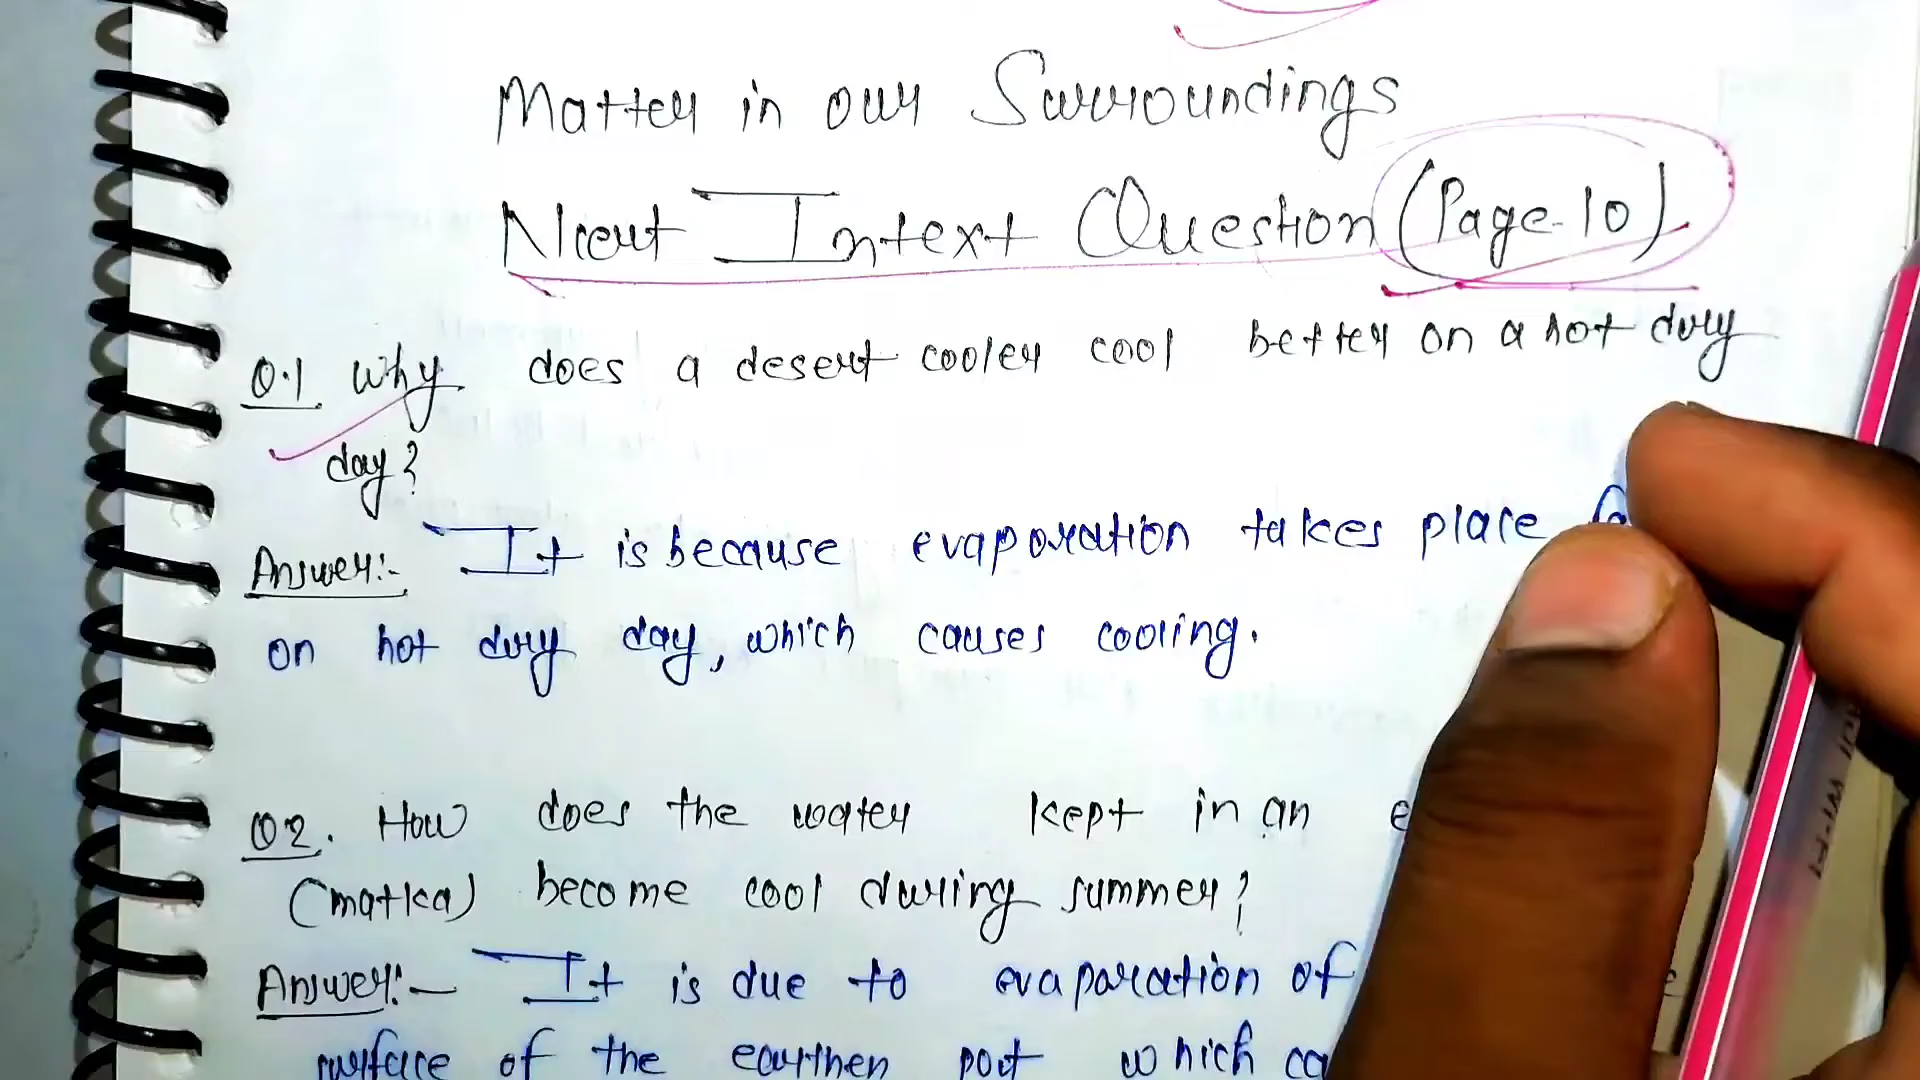 Matter in our Surroundings
Ncert Intext Question (Page-10)
Q.1 Why does a desert cooler cool better on a hot dry
day?
Answer:- It is because evaporation takes place
on hot dry day, which causes cooling.
Q2. How does the water kept in an
(matka) become cool during summer?
Answer:- It is due to evaporation of
surface of the earthen pot which